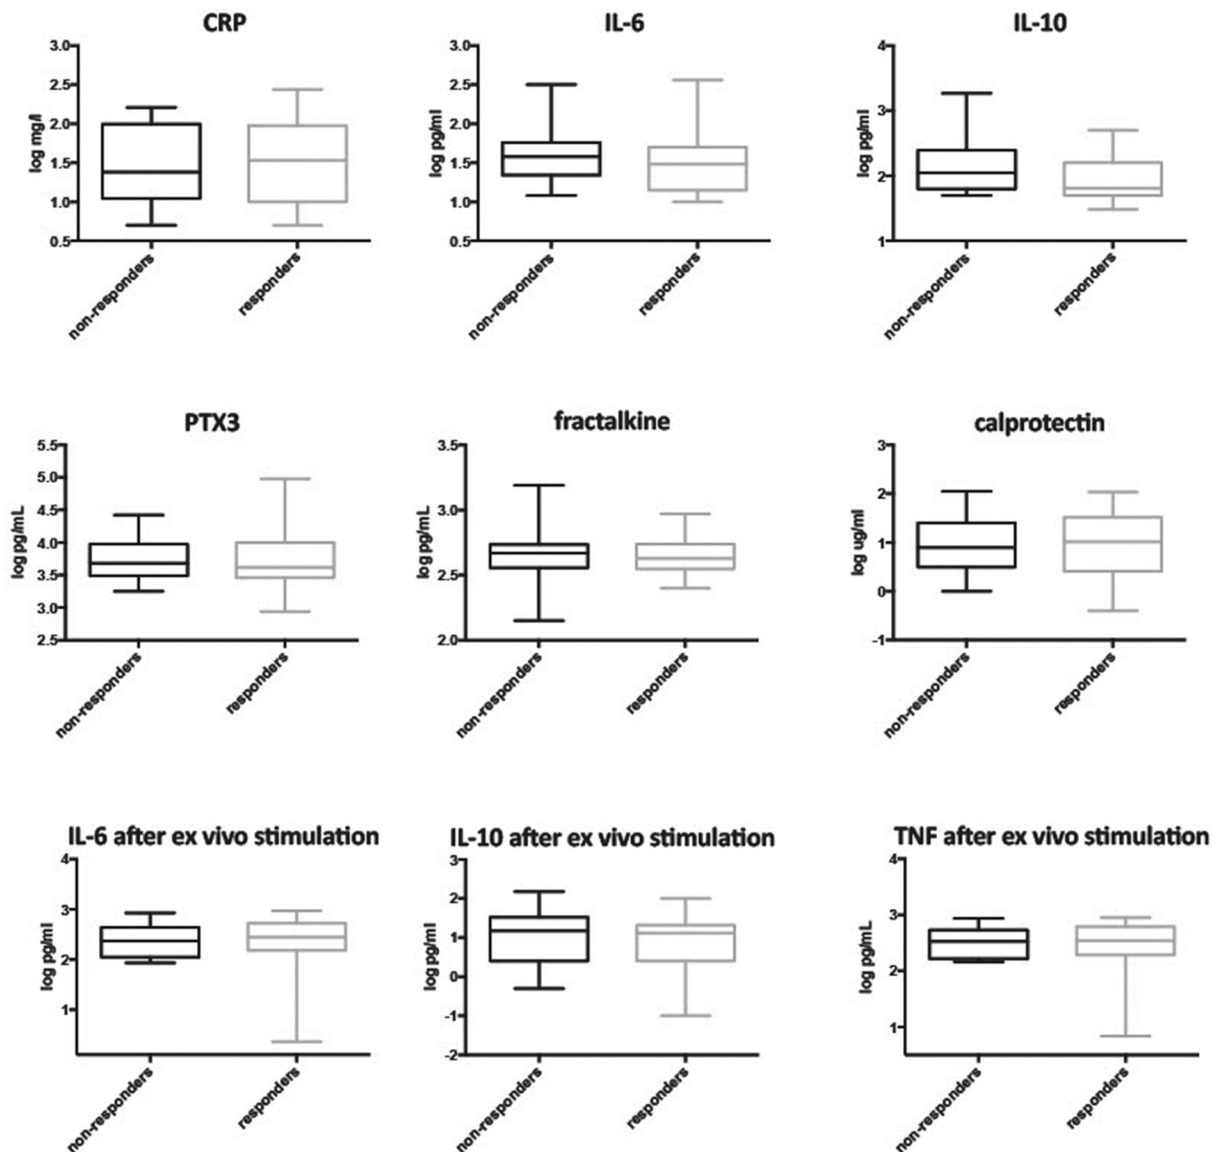 CRP
IL-6
IL-10
3.0
2.5
2.0
1.5
1.0
0.5
log mg/l
non-responders
responders
3.0
2.5
2.0
1.5
1.0
0.5
log pg/ml
non-responders
responders
4
3
2
1
log pg/ml
non-responders
responders
PTX3
fractalkine
calprotectin
5.5
5.0
4.5
4.0
3.5
3.0
2.5
log pg/mL
non-responders
responders
3.5
3.0
2.5
2.0
log pg/mL
non-responders
responders
3
2
1
0
-1
log ug/ml
non-responders
responders
IL-6 after ex vivo stimulation
IL-10 after ex vivo stimulation
TNF after ex vivo stimulation
4
3
2
1
log pg/ml
non-responders
responders
3
2
1
0
-1
-2
log pg/ml
non-responders
responders
4
3
2
1
log pg/mL
non-responders
responders